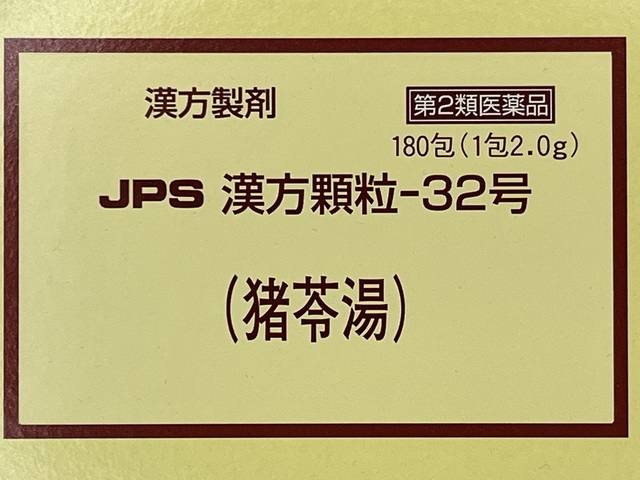 漢方製剤
第2類医薬品
180包(1包2.0g)
JPS 漢方顆粒-32号
(猪苓湯)